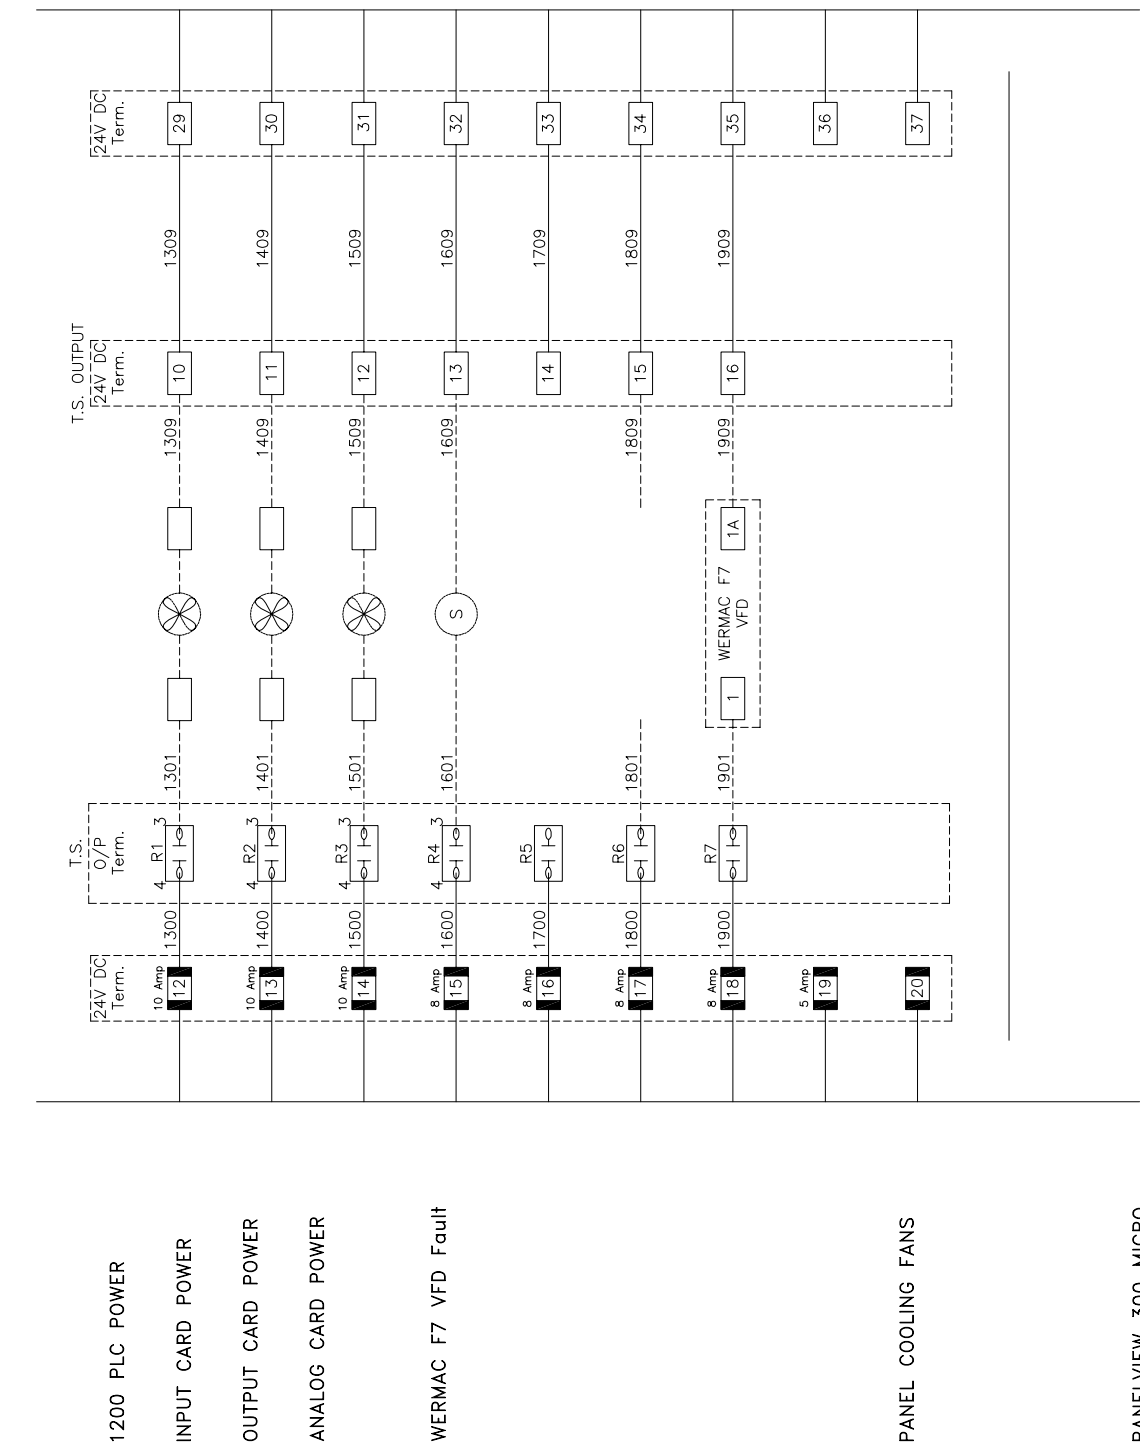 24V DC
Term.
29
30
31
32
33
34
35
36
37
1309
1409
1509
1609
1709
1809
1909
T.S. OUTPUT
24V DC
Term.
10
11
12
13
14
15
16
1309
1409
1509
1609
1809
1909
S
1A
WERMAC F7
VFD
1
1301
1401
1501
1601
1801
1901
T.S.
O/P
Term.
R1
4
3
R2
4
3
R3
4
3
R4
4
3
R5
R6
R7
1300
1400
1500
1600
1700
1800
1900
24V DC
Term.
10 Amp
12
10 Amp
13
10 Amp
14
8 Amp
15
8 Amp
16
8 Amp
17
8 Amp
18
5 Amp
19
20
1200 PLC POWER
INPUT CARD POWER
OUTPUT CARD POWER
ANALOG CARD POWER
WERMAC F7 VFD Fault
PANEL COOLING FANS
PANELVIEW 300 MICRO